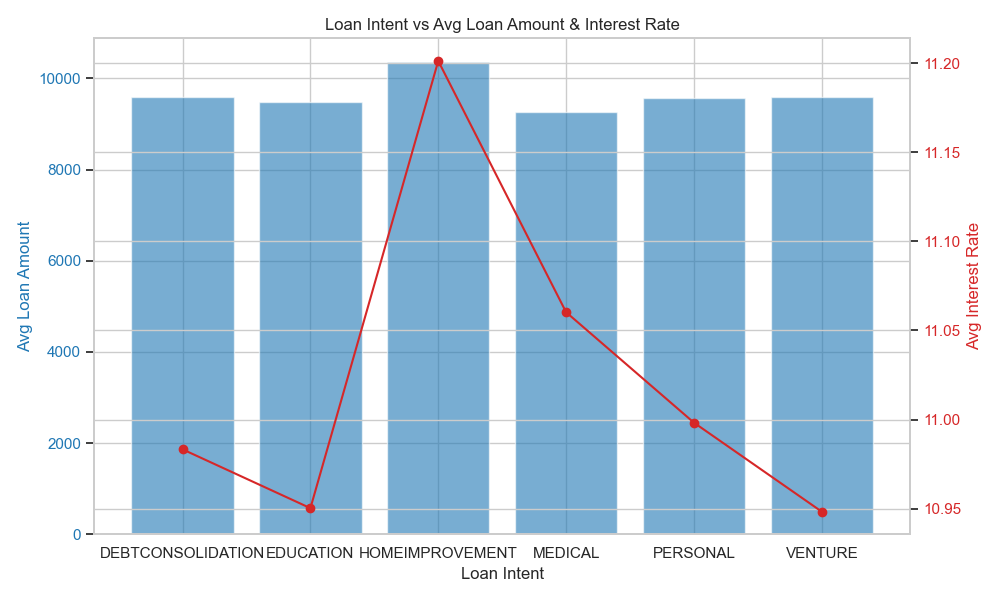 Loan Intent vs Avg Loan Amount & Interest Rate
Avg Loan Amount
10000
8000
6000
4000
2000
0
11.20
11.15
11.10
11.05
11.00
10.95
Avg Interest Rate
DEBTCONSOLIDATION EDUCATION HOMEIMPROVEMENT MEDICAL PERSONAL VENTURE
Loan Intent